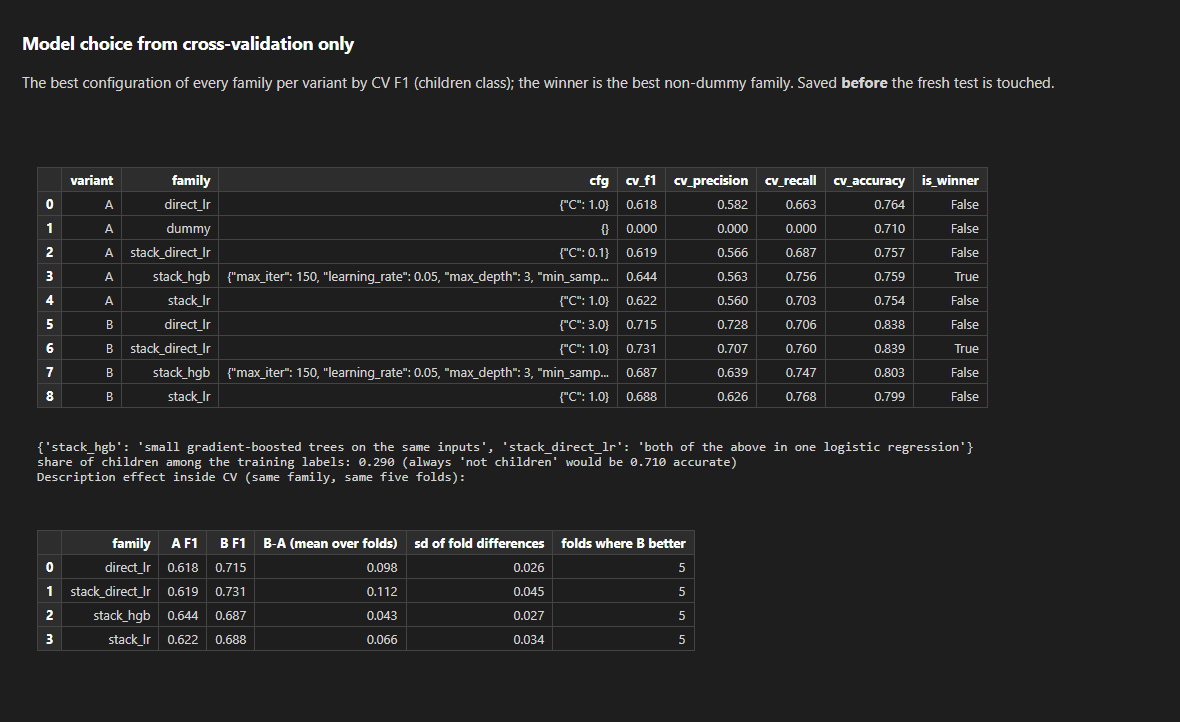 Model choice from cross-validation only
The best configuration of every family per variant by CV F1 (children class); the winner is the best non-dummy family. Saved before the fresh test is touched.
variant family cfg cv_f1 cv_precision cv_recall cv_accuracy is_winner
0 A direct_lr {"C": 1.0} 0.618 0.582 0.663 0.764 False
1 A dummy {} 0.000 0.000 0.000 0.710 False
2 A stack_direct_lr {"C": 0.1} 0.619 0.566 0.687 0.757 False
3 A stack_hgb {"max_iter": 150, "learning_rate": 0.05, "max_depth": 3, "min_samp... 0.644 0.563 0.756 0.759 True
4 A stack_lr {"C": 1.0} 0.622 0.560 0.703 0.754 False
5 B direct_lr {"C": 3.0} 0.715 0.728 0.706 0.838 False
6 B stack_direct_lr {"C": 1.0} 0.731 0.707 0.760 0.839 True
7 B stack_hgb {"max_iter": 150, "learning_rate": 0.05, "max_depth": 3, "min_samp... 0.687 0.639 0.747 0.803 False
8 B stack_lr {"C": 1.0} 0.688 0.626 0.768 0.799 False
{'stack_hgb': 'small gradient-boosted trees on the same inputs', 'stack_direct_lr': 'both of the above in one logistic regression'}
share of children among the training labels: 0.290 (always 'not children' would be 0.710 accurate)
Description effect inside CV (same family, same five folds):
family A F1 B F1 B-A (mean over folds) sd of fold differences folds where B better
0 direct_lr 0.618 0.715 0.098 0.026 5
1 stack_direct_lr 0.619 0.731 0.112 0.045 5
2 stack_hgb 0.644 0.687 0.043 0.027 5
3 stack_lr 0.622 0.688 0.066 0.034 5